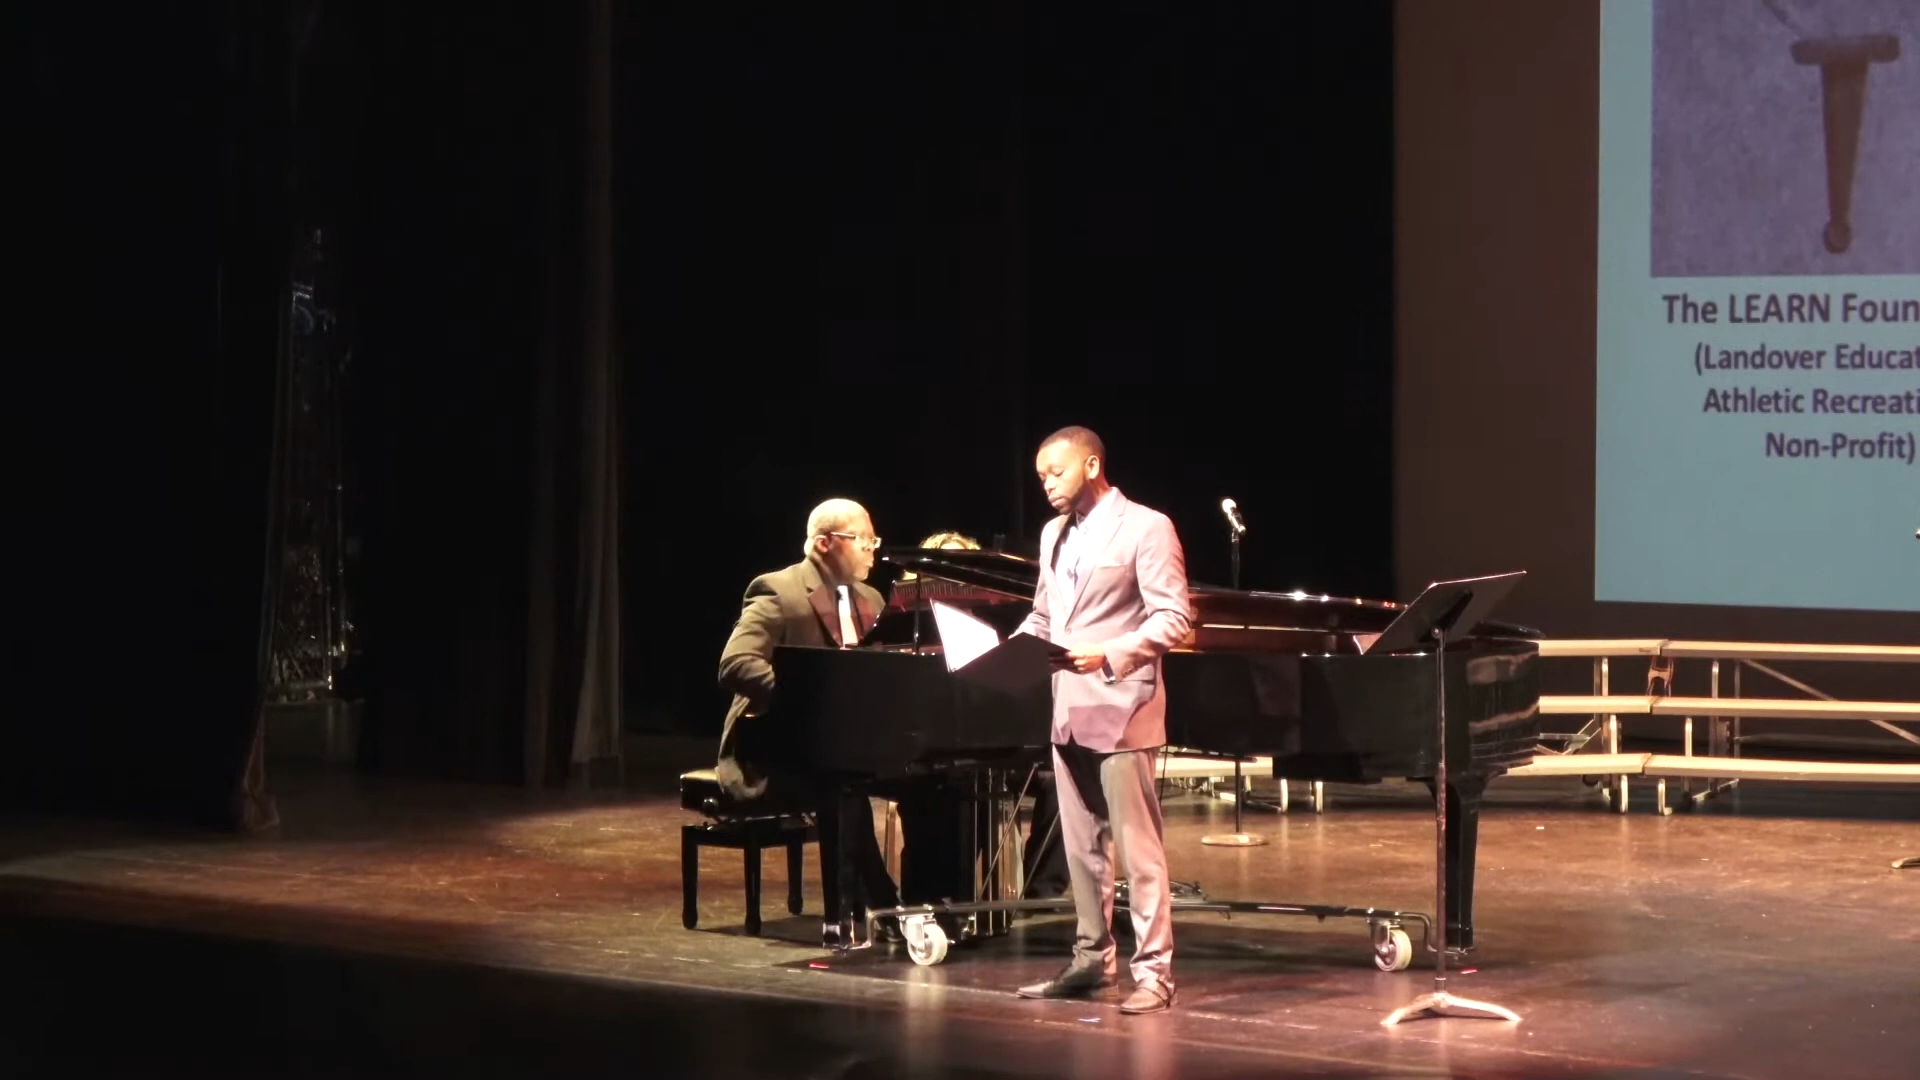 The LEARN Foun
(Landover Educat
Athletic Recreati
Non-Profit)